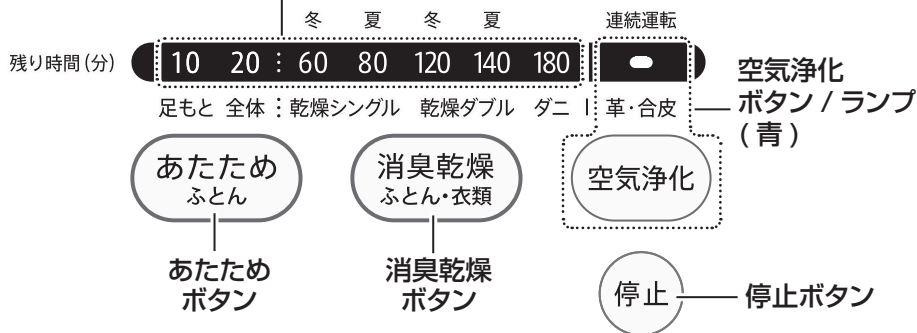 冬 夏 冬 夏 連続運転
残り時間(分) 10 20 : 60 80 120 140 180
足もと 全体 : 乾燥シングル 乾燥ダブル ダニ | 革・合皮
空気浄化
ボタン / ランプ
(青)
あたため
ふとん
消臭乾燥
ふとん・衣類
空気浄化
あたため
ボタン
消臭乾燥
ボタン
停止
停止ボタン